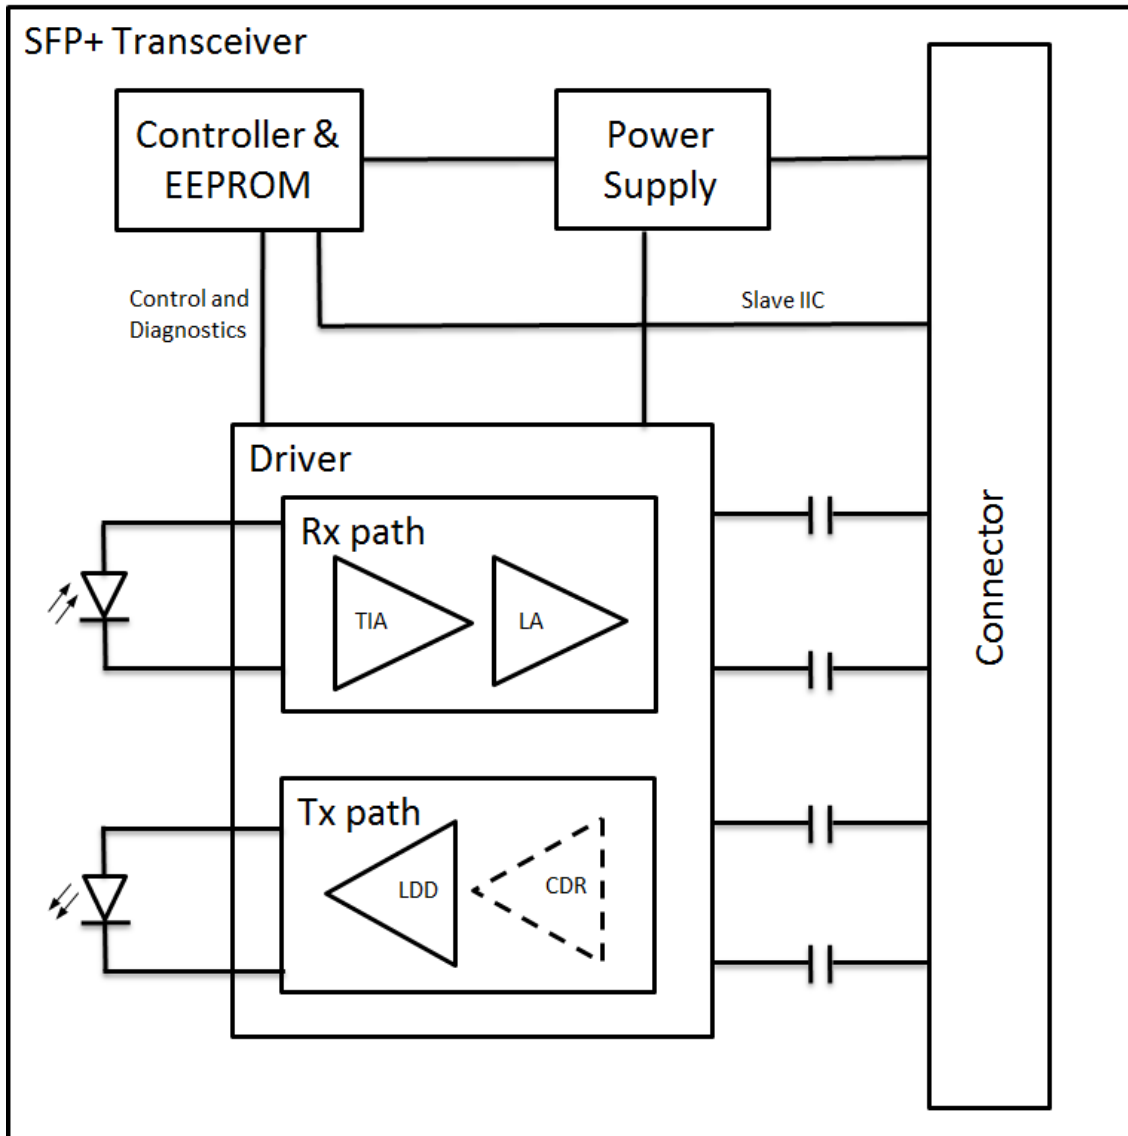 SFP+ Transceiver
Controller &
EEPROM
Power
Supply
Control and
Diagnostics
Slave IIC
Driver
Rx path
TIA
LA
Connector
Tx path
LDD
CDR